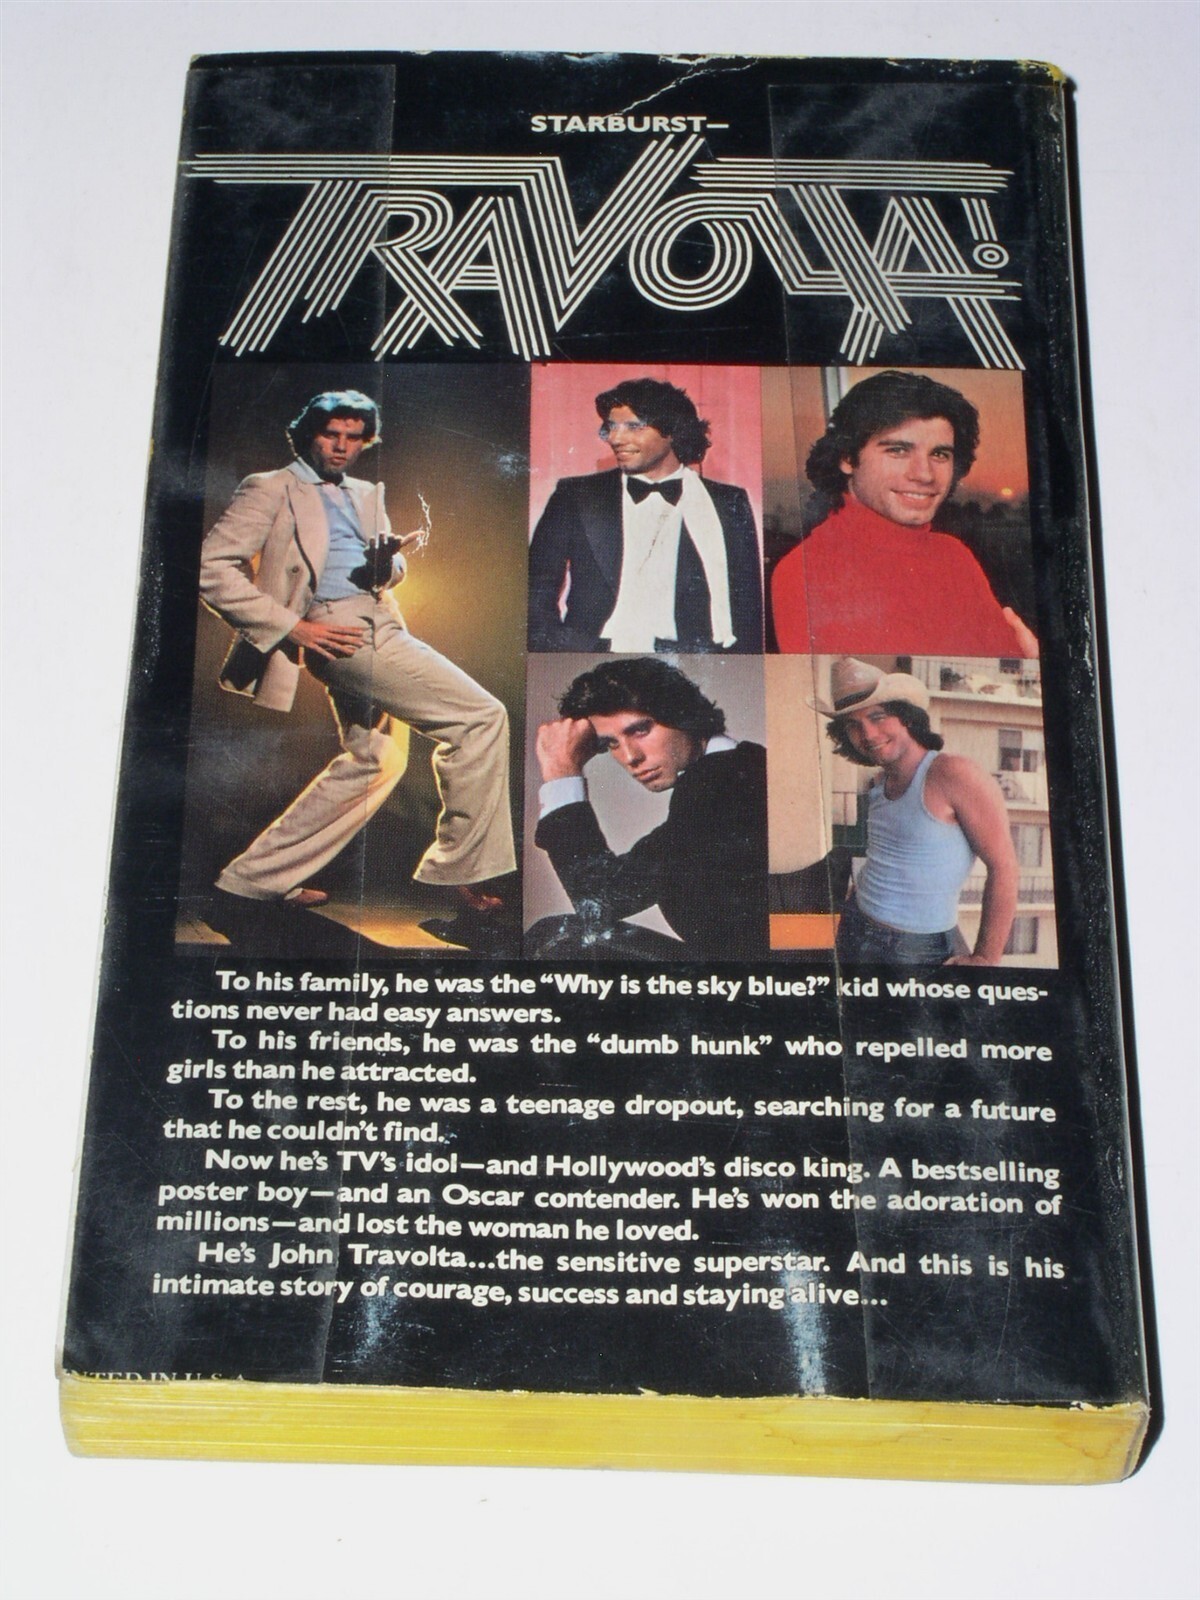 STARBURST—
TRAVOLTA!
To his family, he was the “Why is the sky blue?” kid whose ques-
tions never had easy answers.
To his friends, he was the “dumb hunk” who repelled more
girls than he attracted.
To the rest, he was a teenage dropout, searching for a future
that he couldn't find.
Now he's TV's idol—and Hollywood's disco king. A bestselling
poster boy—and an Oscar contender. He's won the adoration of
millions—and lost the woman he loved.
He's John Travolta...the sensitive superstar. And this is his
intimate story of courage, success and staying alive...
IN U.S.A.